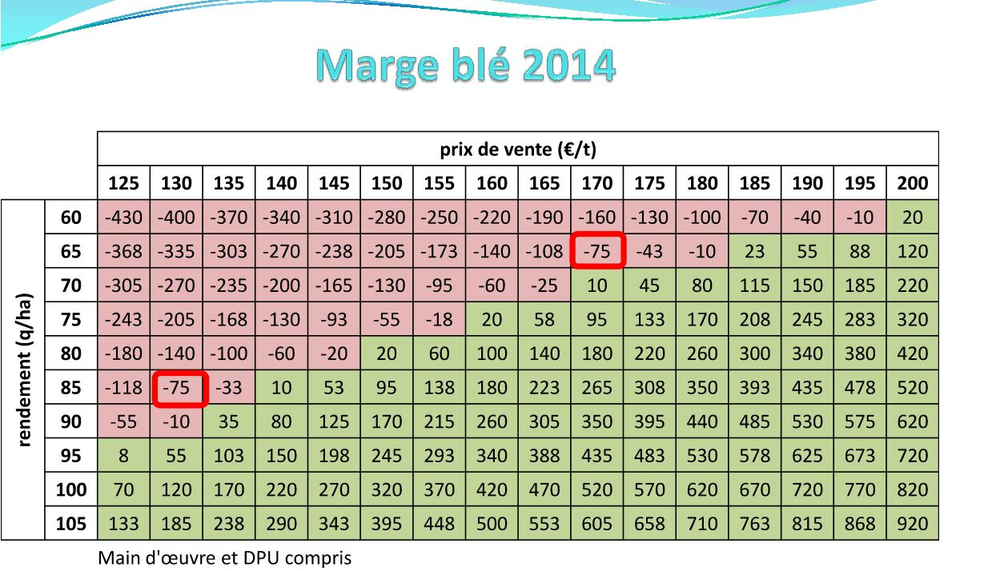 Marge blé 2014
prix de vente (€/t)
125 130 135 140 145 150 155 160 165 170 175 180 185 190 195 200
rendement (q/ha)
60 -430 -400 -370 -340 -310 -280 -250 -220 -190 -160 -130 -100 -70 -40 -10 20
65 -368 -335 -303 -270 -238 -205 -173 -140 -108 -75 -43 -10 23 55 88 120
70 -305 -270 -235 -200 -165 -130 -95 -60 -25 10 45 80 115 150 185 220
75 -243 -205 -168 -130 -93 -55 -18 20 58 95 133 170 208 245 283 320
80 -180 -140 -100 -60 -20 20 60 100 140 180 220 260 300 340 380 420
85 -118 -75 -33 10 53 95 138 180 223 265 308 350 393 435 478 520
90 -55 -10 35 80 125 170 215 260 305 350 395 440 485 530 575 620
95 8 55 103 150 198 245 293 340 388 435 483 530 578 625 673 720
100 70 120 170 220 270 320 370 420 470 520 570 620 670 720 770 820
105 133 185 238 290 343 395 448 500 553 605 658 710 763 815 868 920
Main d'œuvre et DPU compris